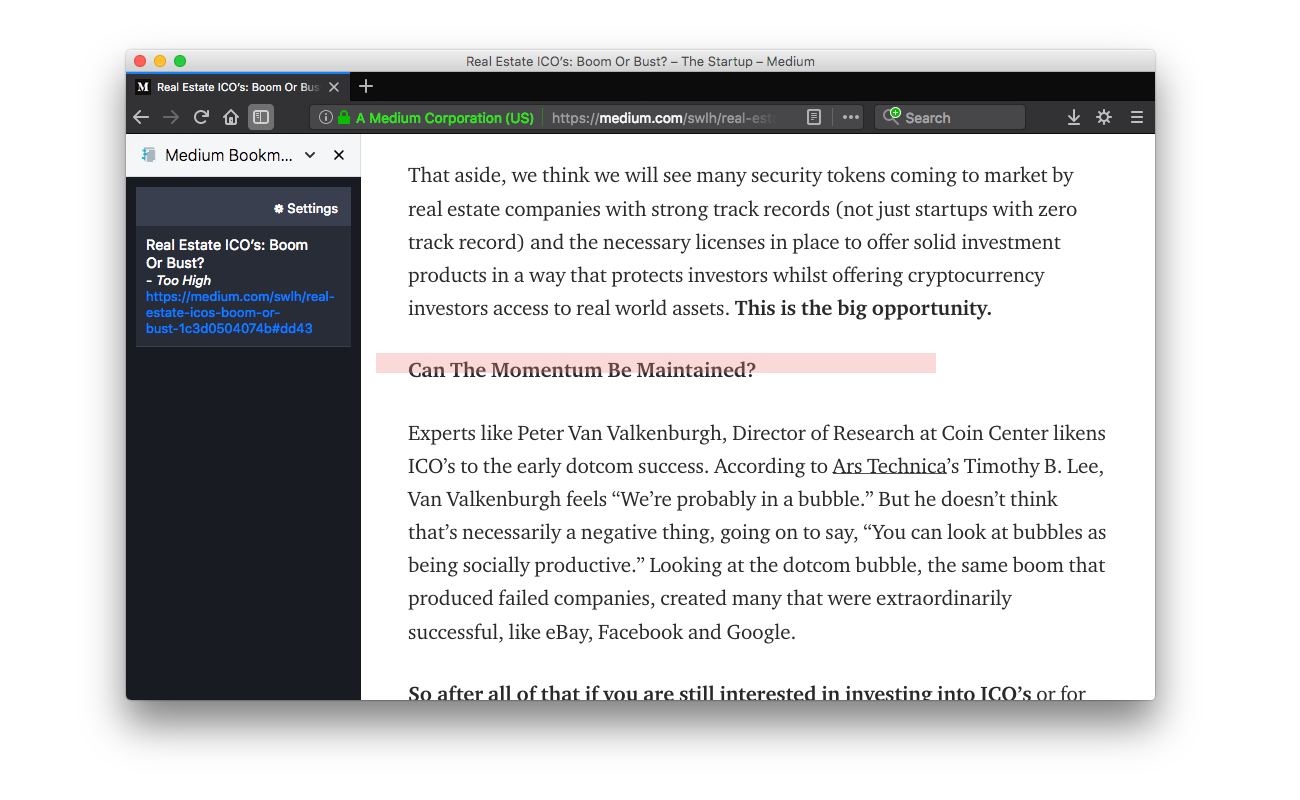 Real Estate ICO's: Boom Or Bust? – The Startup – Medium
M Real Estate ICO's: Boom Or Bus
A Medium Corporation (US) https://medium.com/swlh/real-esta
Search
Medium Bookm...
Settings
Real Estate ICO's: Boom
Or Bust?
- Too High
https://medium.com/swlh/real-
estate-icos-boom-or-
bust-1c3d0504074b#dd43
That aside, we think we will see many security tokens coming to market by
real estate companies with strong track records (not just startups with zero
track record) and the necessary licenses in place to offer solid investment
products in a way that protects investors whilst offering cryptocurrency
investors access to real world assets. This is the big opportunity.
Can The Momentum Be Maintained?
Experts like Peter Van Valkenburgh, Director of Research at Coin Center likens
ICO’s to the early dotcom success. According to Ars Technica’s Timothy B. Lee,
Van Valkenburgh feels “We’re probably in a bubble.” But he doesn’t think
that’s necessarily a negative thing, going on to say, “You can look at bubbles as
being socially productive.” Looking at the dotcom bubble, the same boom that
produced failed companies, created many that were extraordinarily
successful, like eBay, Facebook and Google.
So after all of that if you are still interested in investing into ICO’s or for